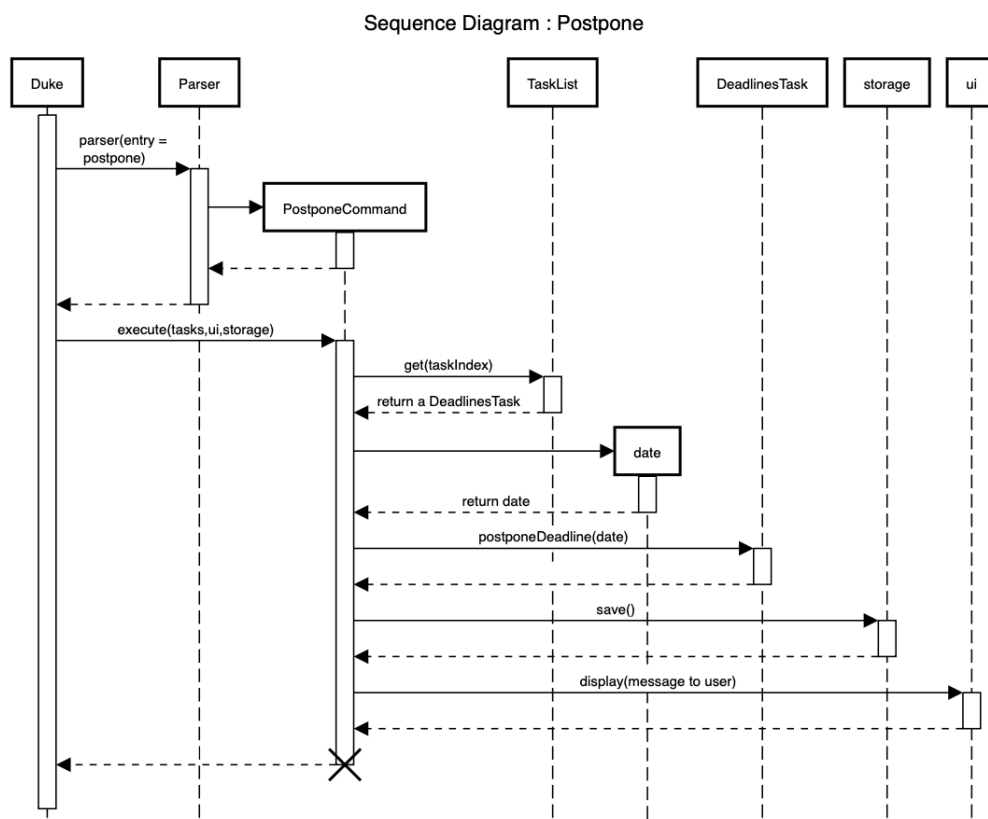 Sequence Diagram : Postpone
Duke
Parser
TaskList
DeadlinesTask
storage
ui
parser(entry =
postpone)
PostponeCommand
execute(tasks,ui,storage)
get(taskIndex)
return a DeadlinesTask
date
return date
postponeDeadline(date)
save()
display(message to user)